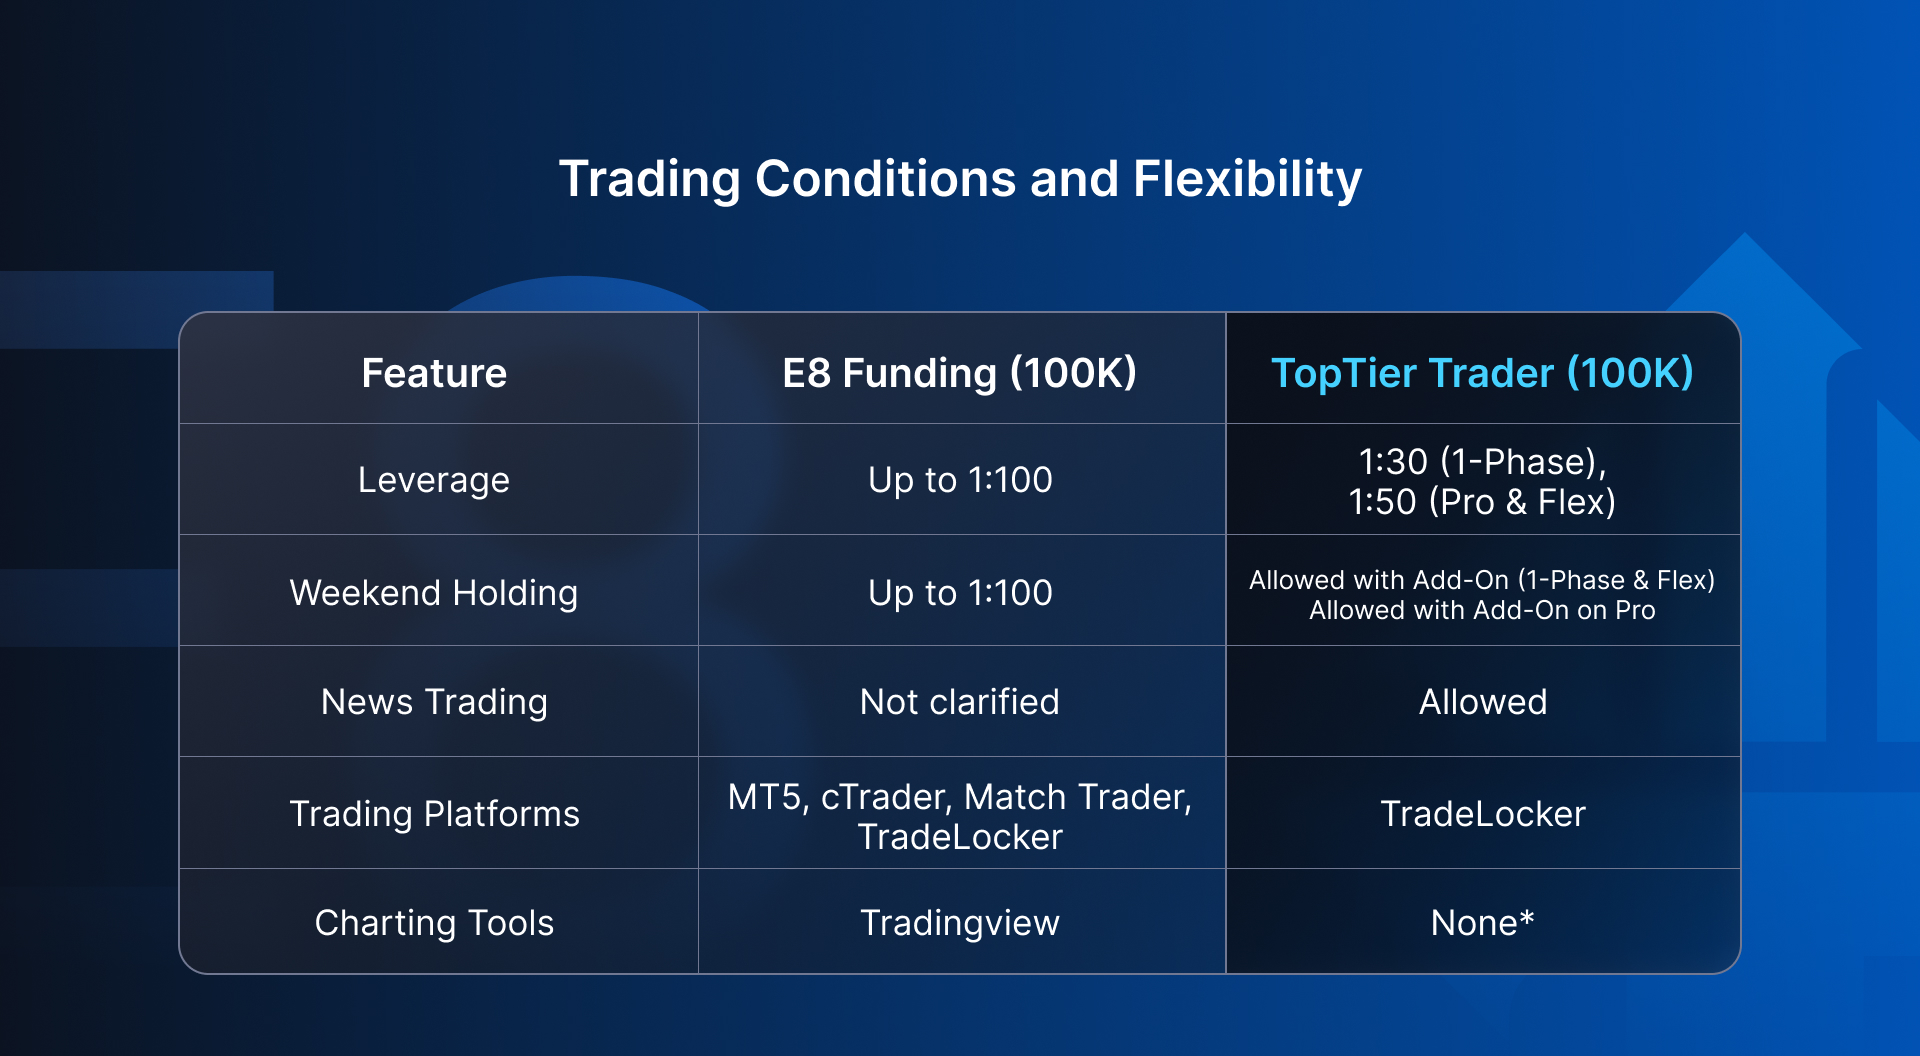 Trading Conditions and Flexibility
Feature
E8 Funding (100K)
TopTier Trader (100K)
Leverage
Up to 1:100
1:30 (1-Phase),
1:50 (Pro & Flex)
Weekend Holding
Up to 1:100
Allowed with Add-On (1-Phase & Flex)
Allowed with Add-On on Pro
News Trading
Not clarified
Allowed
Trading Platforms
MT5, cTrader, Match Trader,
TradeLocker
TradeLocker
Charting Tools
Tradingview
None*